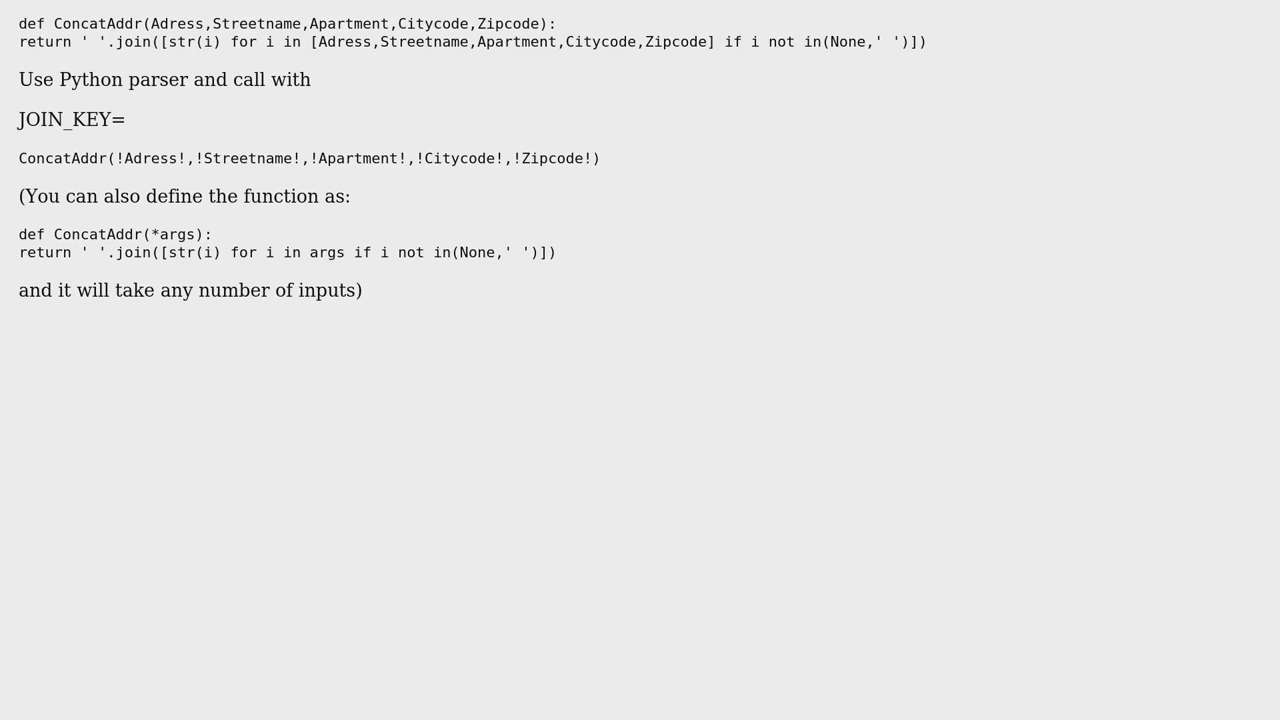 def ConcatAddr(Adress,Streetname,Apartment,Citycode,Zipcode):
return ' '.join([str(i) for i in [Adress,Streetname,Apartment,Citycode,Zipcode] if i not in(None,' ')])
Use Python parser and call with
JOIN_KEY=
ConcatAddr(!Adress!,!Streetname!,!Apartment!,!Citycode!,!Zipcode!)
(You can also define the function as:
def ConcatAddr(*args):
return ' '.join([str(i) for i in args if i not in(None,' ')])
and it will take any number of inputs)